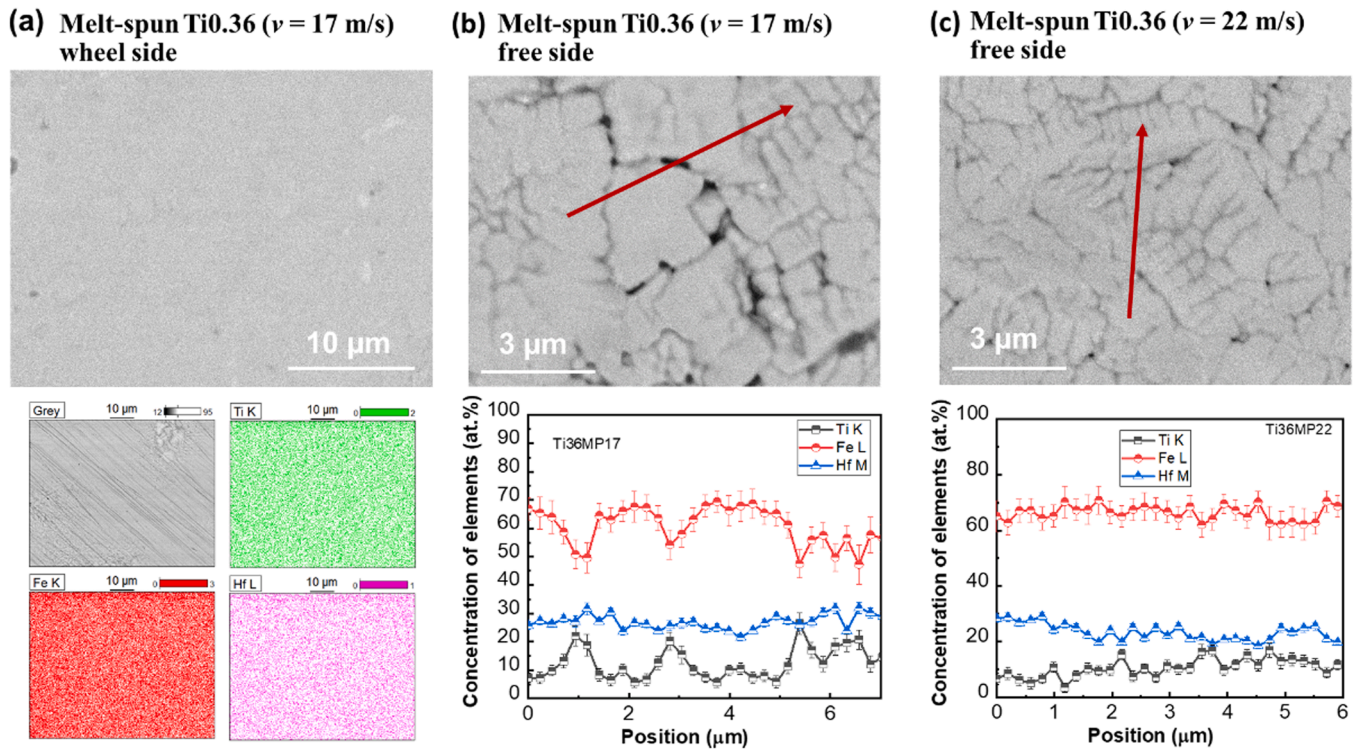 (a) Melt-spun Ti0.36 (v = 17 m/s)
wheel side
(b) Melt-spun Ti0.36 (v = 17 m/s)
free side
(c) Melt-spun Ti0.36 (v = 22 m/s)
free side
10 µm
3 µm
3 µm
Grey 10 µm 12 95
Ti K 10 µm 0 2
Fe K 10 µm 0 3
Hf L 10 µm 0 1
Concentration of elements (at.%)
100
90
80
70
60
50
40
30
20
10
0
Ti36MP17
Ti K
Fe L
Hf M
0 2 4 6
Position (µm)
Concentration of elements (at.%)
100
80
60
40
20
0
Ti36MP22
Ti K
Fe L
Hf M
0 1 2 3 4 5 6
Position (µm)